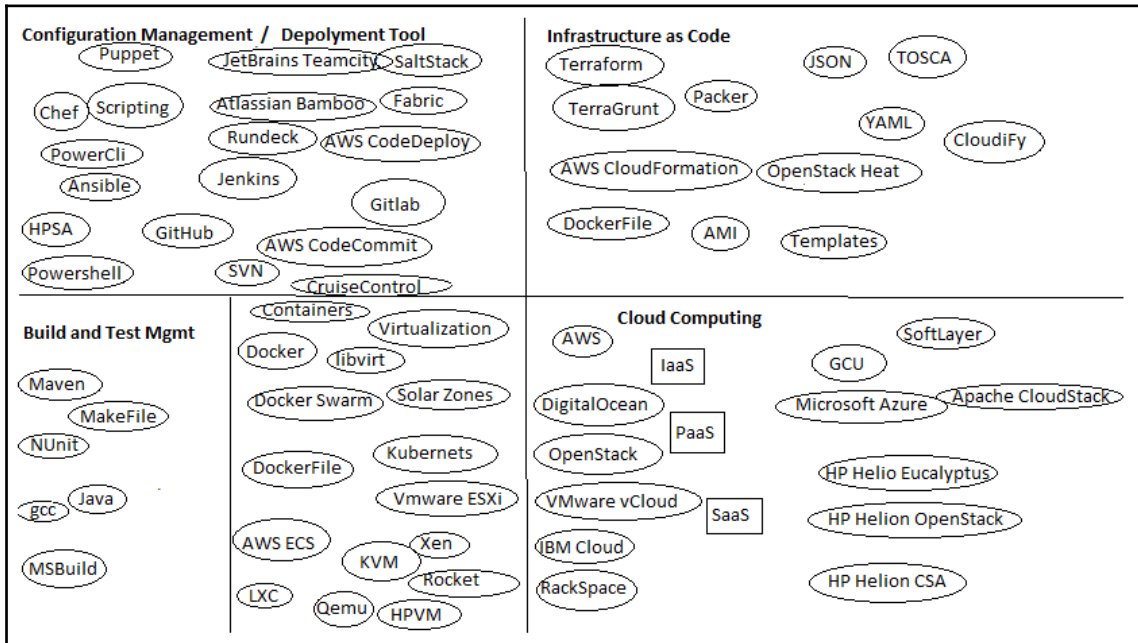 Configuration Management / Depolyment Tool
Puppet
JetBrains Teamcity
SaltStack
Chef
Scripting
Atlassian Bamboo
Fabric
Rundeck
AWS CodeDeploy
PowerCli
Ansible
Jenkins
Gitlab
HPSA
GitHub
AWS CodeCommit
Powershell
SVN
CruiseControl
Infrastructure as Code
Terraform
JSON
TOSCA
TerraGrunt
Packer
YAML
CloudiFy
AWS CloudFormation
OpenStack Heat
DockerFile
AMI
Templates
Build and Test Mgmt
Maven
MakeFile
NUnit
Java
gcc
MSBuild
Containers
Virtualization
Docker
libvirt
Docker Swarm
Solar Zones
Kubernets
DockerFile
Vmware ESXi
AWS ECS
Xen
KVM
Rocket
LXC
Qemu
HPVM
Cloud Computing
AWS
SoftLayer
IaaS
GCU
DigitalOcean
Microsoft Azure
Apache CloudStack
PaaS
OpenStack
HP Helio Eucalyptus
VMware vCloud
SaaS
HP Helion OpenStack
IBM Cloud
RackSpace
HP Helion CSA